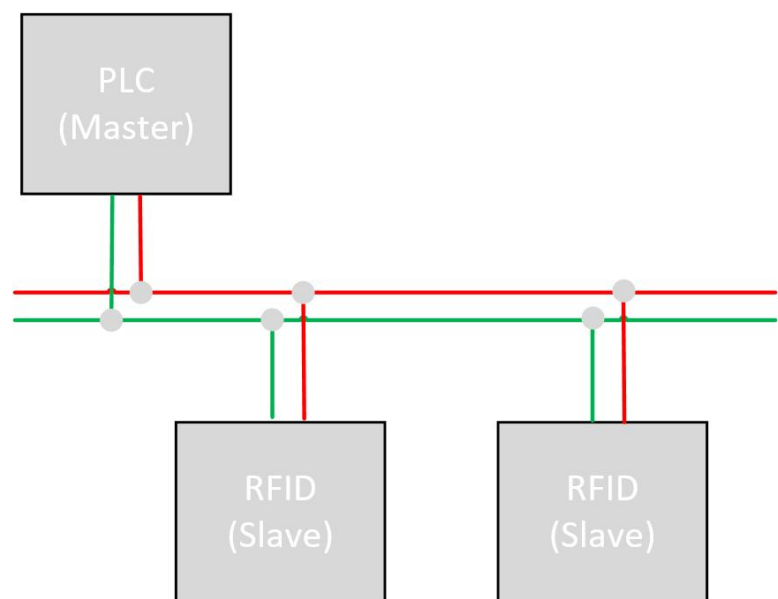 PLC
(Master)
RFID
(Slave)
RFID
(Slave)